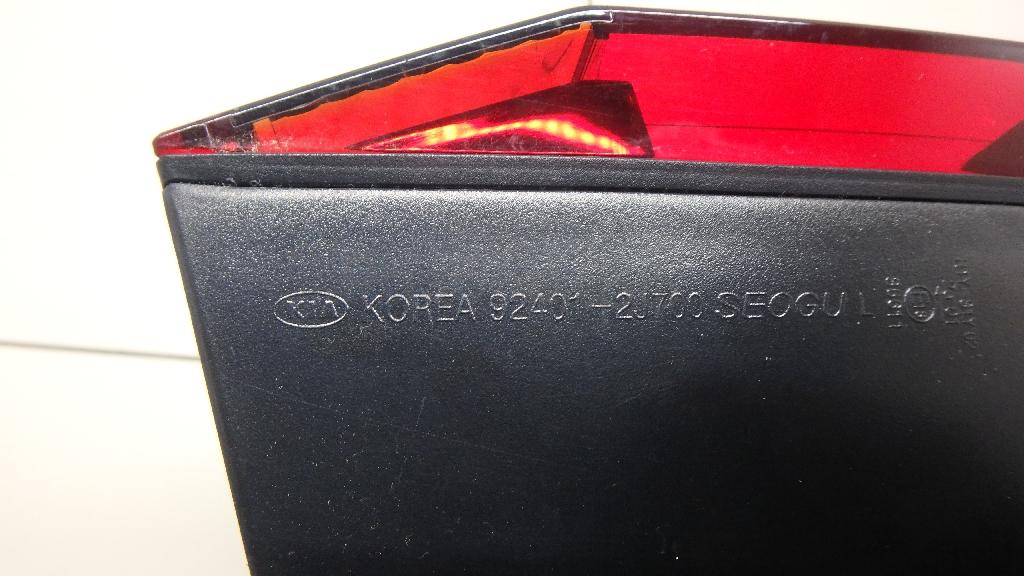 KIA KOREA 92401-2J700 SEOGU L